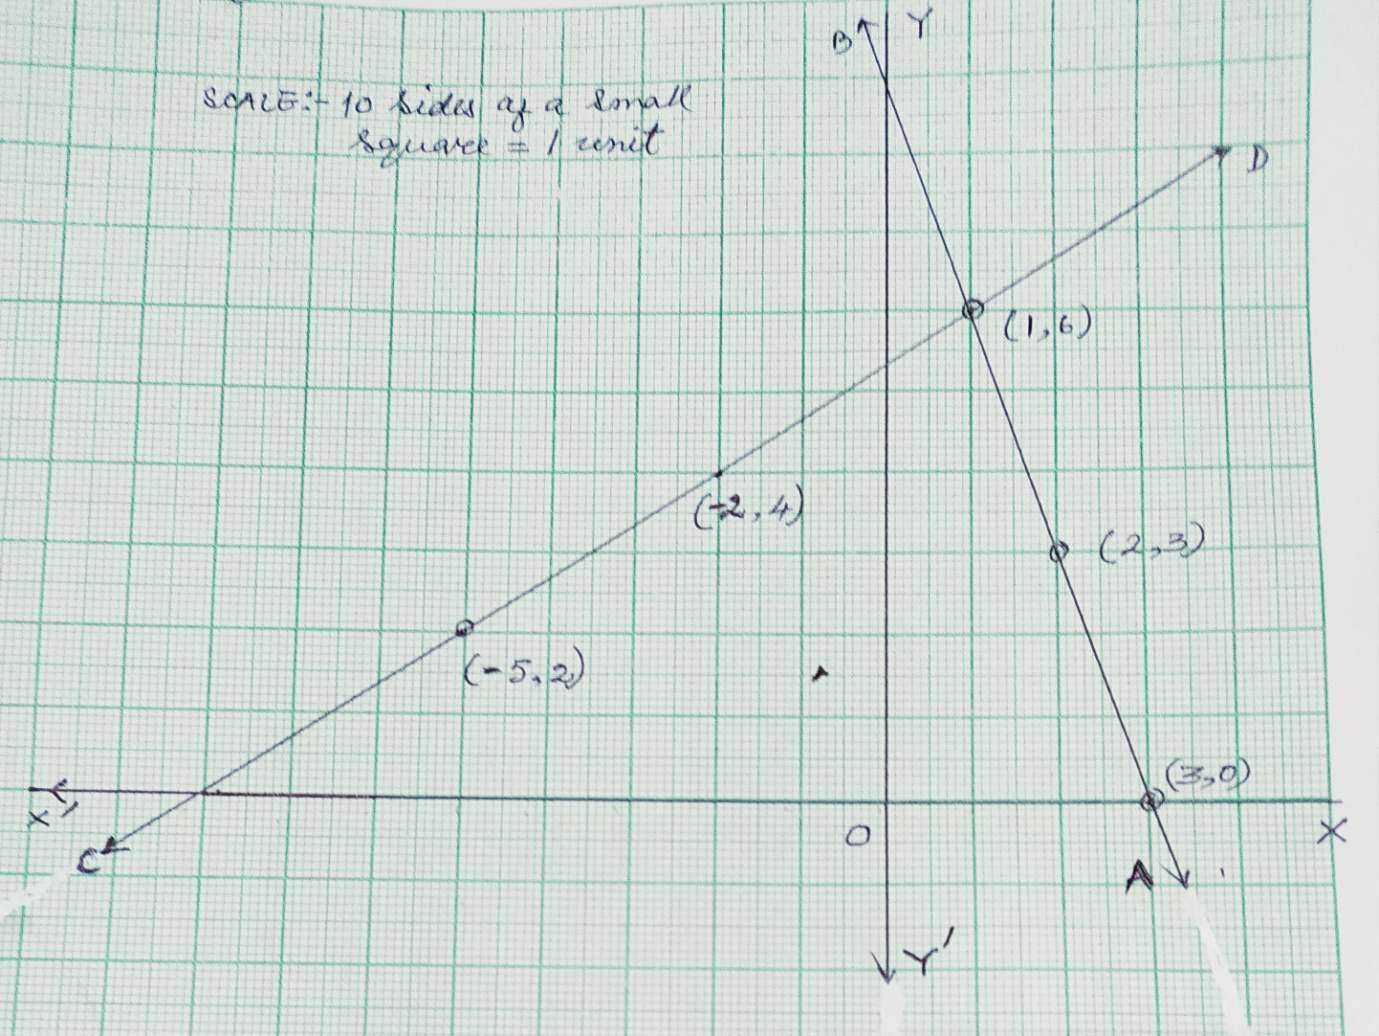 B Y
SCALE:- 10 sides of a small
square = 1 unit
D
(1,6)
(-2,4)
(2,3)
(-5,2)
(3,0)
X'
O
X
C
A
Y'